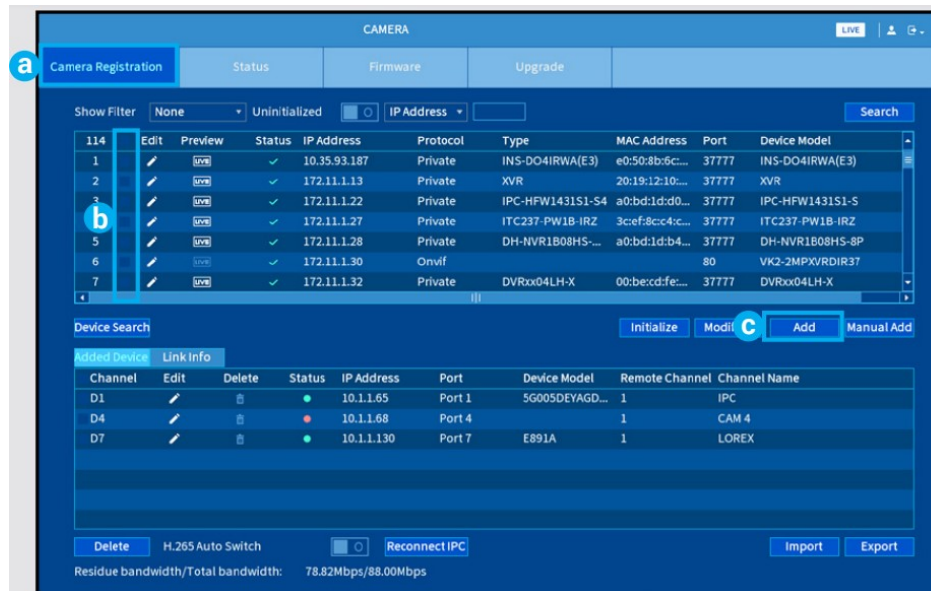 CAMERA LIVE
a Camera Registration Status Firmware Upgrade
Show Filter None Uninitialized IP Address Search
114 Edit Preview Status IP Address Protocol Type MAC Address Port Device Model
1 LIVE 10.35.93.187 Private INS-DO4IRWA(E3) e0:50:8b:6c:... 37777 INS-DO4IRWA(E3)
2 LIVE 172.11.1.13 Private XVR 20:19:12:10:... 37777 XVR
3 LIVE 172.11.1.22 Private IPC-HFW1431S1-S4 a0:bd:1d:d0... 37777 IPC-HFW1431S1-S
b LIVE 172.11.1.27 Private ITC237-PW1B-IRZ 3c:ef:8c:c4:c... 37777 ITC237-PW1B-IRZ
5 LIVE 172.11.1.28 Private DH-NVR1B08HS-... a0:bd:1d:b4... 37777 DH-NVR1B08HS-8P
6 LIVE 172.11.1.30 Onvif 80 VK2-2MPXVRDIR37
7 LIVE 172.11.1.32 Private DVRxx04LH-X 00:be:cd:fe:... 37777 DVRxx04LH-X
Device Search Initialize Modif c Add Manual Add
Added Device Link Info
Channel Edit Delete Status IP Address Port Device Model Remote Channel Channel Name
D1 10.1.1.65 Port 1 5G005DEYAGD... 1 IPC
D4 10.1.1.68 Port 4 1 CAM 4
D7 10.1.1.130 Port 7 E891A 1 LOREX
Delete H.265 Auto Switch Reconnect IPC Import Export
Residue bandwidth/Total bandwidth: 78.82Mbps/88.00Mbps